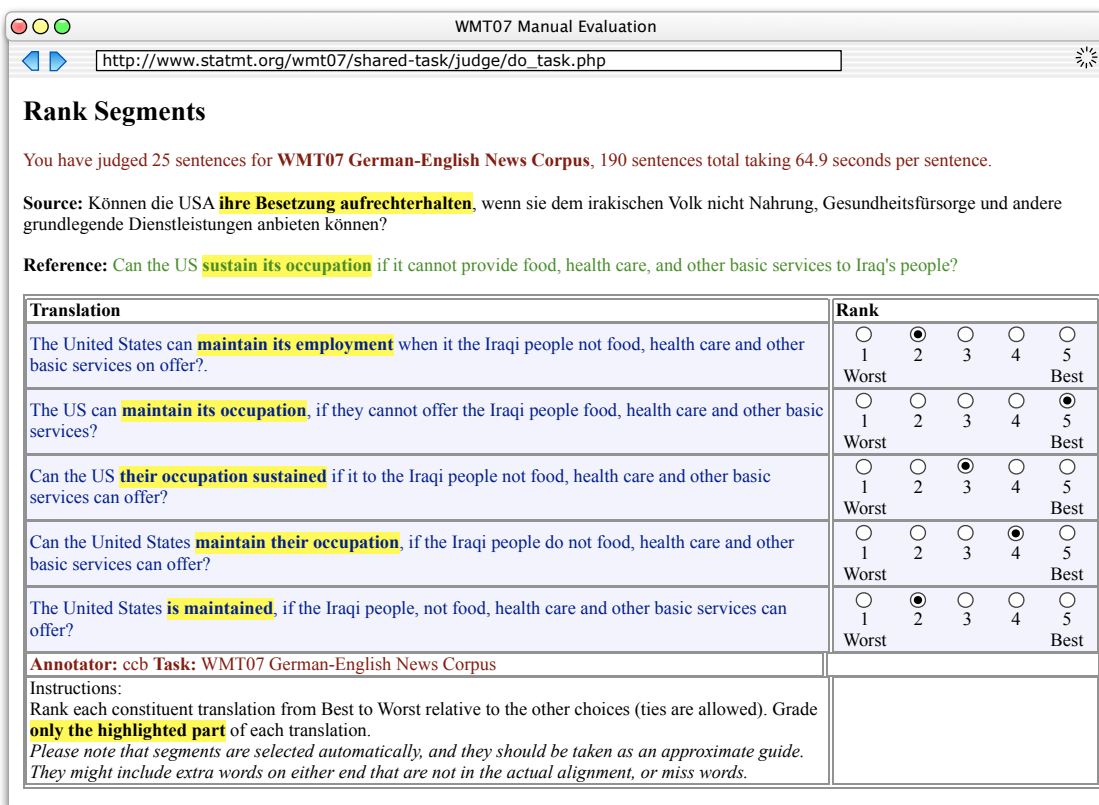 WMT07 Manual Evaluation
http://www.statmt.org/wmt07/shared-task/judge/do_task.php
Rank Segments
You have judged 25 sentences for WMT07 German-English News Corpus, 190 sentences total taking 64.9 seconds per sentence.
Source: Können die USA ihre Besetzung aufrechterhalten, wenn sie dem irakischen Volk nicht Nahrung, Gesundheitsfürsorge und andere
grundlegende Dienstleistungen anbieten können?
Reference: Can the US sustain its occupation if it cannot provide food, health care, and other basic services to Iraq's people?
Translation Rank
The United States can maintain its employment when it the Iraqi people not food, health care and other
basic services on offer?.
1 2 3 4 5
Worst Best
The US can maintain its occupation, if they cannot offer the Iraqi people food, health care and other basic
services?
1 2 3 4 5
Worst Best
Can the US their occupation sustained if it to the Iraqi people not food, health care and other basic
services can offer?
1 2 3 4 5
Worst Best
Can the United States maintain their occupation, if the Iraqi people do not food, health care and other
basic services can offer?
1 2 3 4 5
Worst Best
The United States is maintained, if the Iraqi people, not food, health care and other basic services can
offer?
1 2 3 4 5
Worst Best
Annotator: ccb Task: WMT07 German-English News Corpus
Instructions:
Rank each constituent translation from Best to Worst relative to the other choices (ties are allowed). Grade
only the highlighted part of each translation.
Please note that segments are selected automatically, and they should be taken as an approximate guide.
They might include extra words on either end that are not in the actual alignment, or miss words.